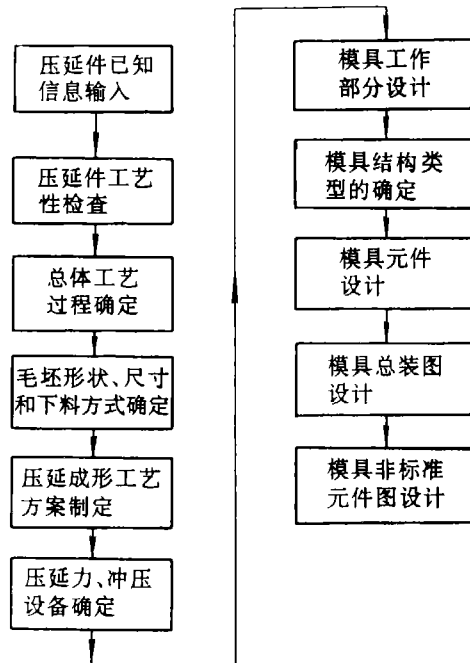 压延件已知
信息输入
压延件工艺
性检查
总体工艺
过程确定
毛坯形状、尺寸
和下料方式确定
压延成形工艺
方案制定
压延力、冲压
设备确定
模具工作
部分设计
模具结构类
型的确定
模具元件
设计
模具总装图
设计
模具非标准
元件图设计